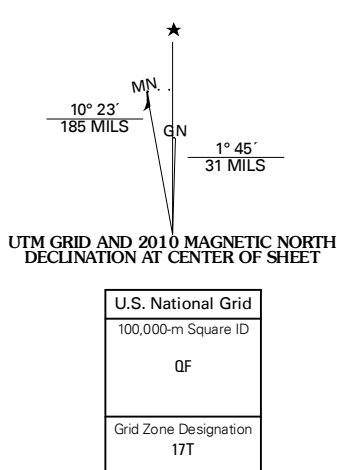 ★
MN
10° 23´
185 MILS
GN
1° 45´
31 MILS
UTM GRID AND 2010 MAGNETIC NORTH
DECLINATION AT CENTER OF SHEET
U.S. National Grid
100,000-m Square ID
QF
Grid Zone Designation
17T